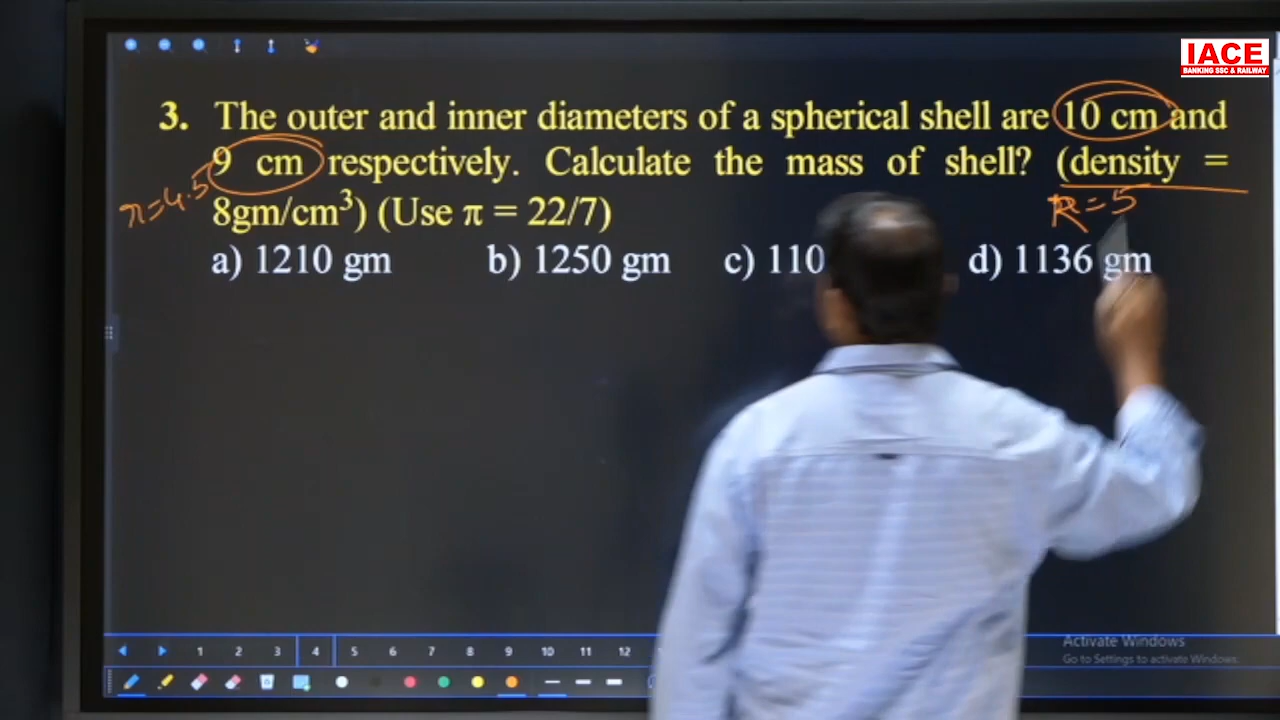 IACE
BANKING SSC & RAILWAY
3. The outer and inner diameters of a spherical shell are 10 cm and
9 cm respectively. Calculate the mass of shell? (density =
r=4.5
8gm/cm³) (Use π = 22/7)
R=5
a) 1210 gm b) 1250 gm c) 110 d) 1136 gm
Activate Windows
Go to Settings to activate Windows.
1 2 3 4 5 6 7 8 9 10 11 12